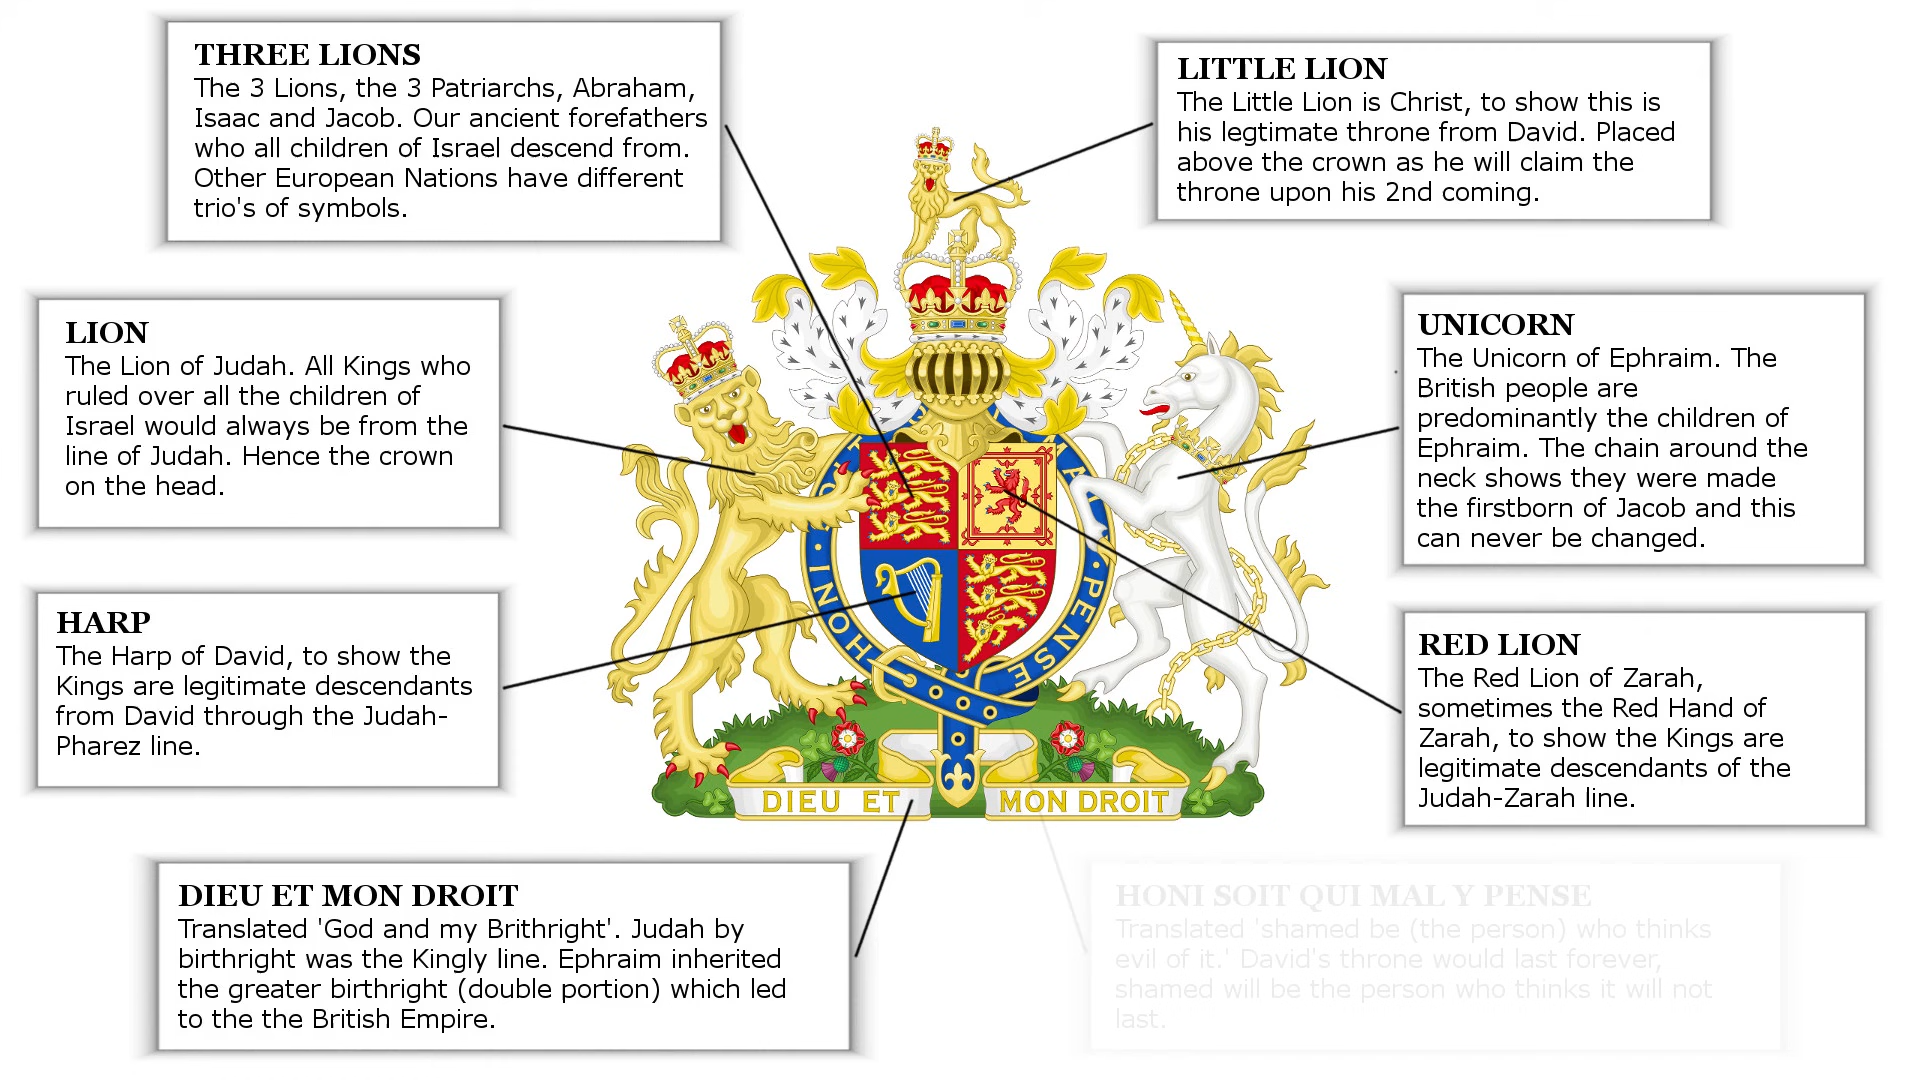 THREE LIONS
The 3 Lions, the 3 Patriarchs, Abraham,
Isaac and Jacob. Our ancient forefathers
who all children of Israel descend from.
Other European Nations have different
trio's of symbols.
LITTLE LION
The Little Lion is Christ, to show this is
his legtimate throne from David. Placed
above the crown as he will claim the
throne upon his 2nd coming.
LION
The Lion of Judah. All Kings who
ruled over all the children of
Israel would always be from the
line of Judah. Hence the crown
on the head.
UNICORN
The Unicorn of Ephraim. The
British people are
predominantly the children of
Ephraim. The chain around the
neck shows they were made
the firstborn of Jacob and this
can never be changed.
HONI
PENSE
HARP
The Harp of David, to show the
Kings are legitimate descendants
from David through the Judah-
Pharez line.
RED LION
The Red Lion of Zarah,
sometimes the Red Hand of
Zarah, to show the Kings are
legitimate descendants of the
Judah-Zarah line.
DIEU ET MON DROIT
DIEU ET MON DROIT
Translated 'God and my Brithright'. Judah by
birthright was the Kingly line. Ephraim inherited
the greater birthright (double portion) which led
to the the British Empire.
HONI SOIT QUI MAL Y PENSE
Translated 'shamed be (the person) who thinks
evil of it.' David's throne would last forever,
shamed will be the person who thinks it will not
last.